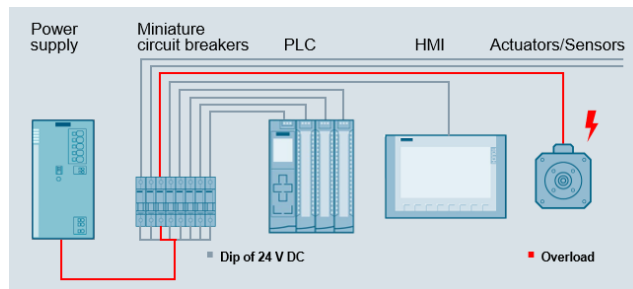 Power
supply
Miniature
circuit breakers
PLC
HMI
Actuators/Sensors
Dip of 24 V DC
Overload